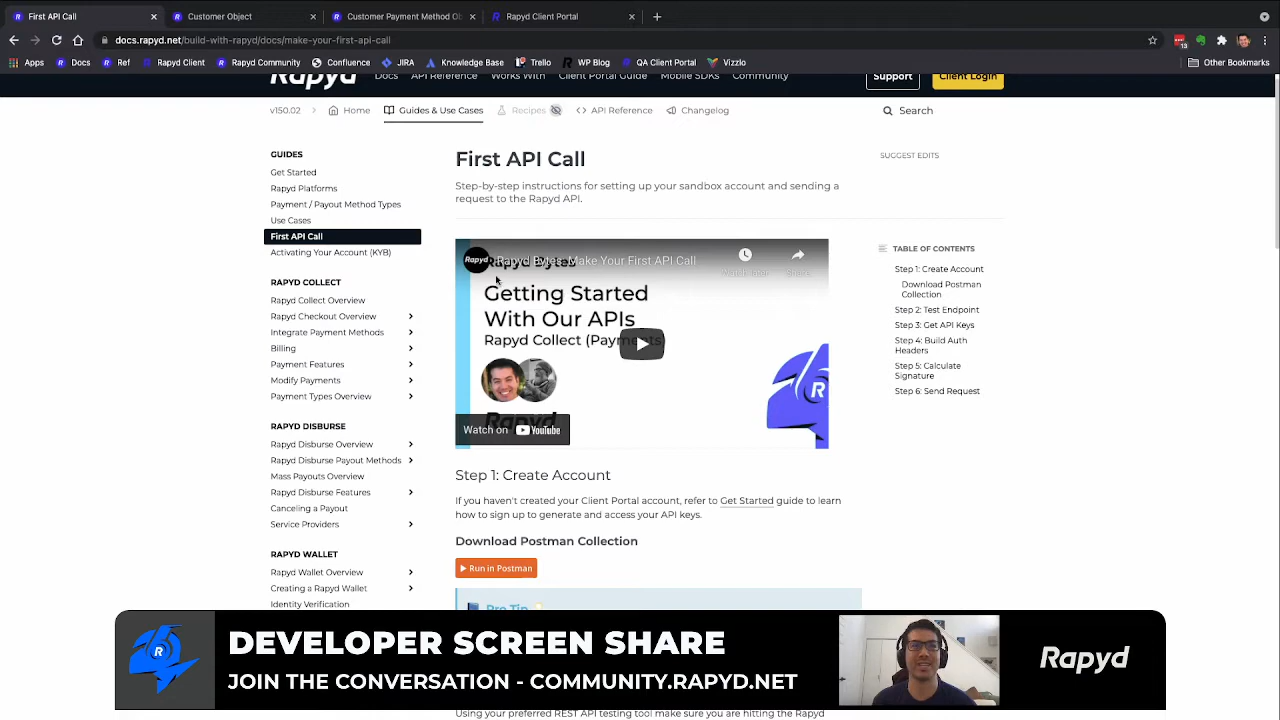 First API Call
Customer Object
Customer Payment Method Ob
Rapyd Client Portal
docs.rapyd.net/build-with-rapyd/docs/make-your-first-api-call
13
Apps
Docs
Ref
Rapyd Client
Rapyd Community
Confluence
JIRA
Knowledge Base
Trello
WP Blog
QA Client Portal
Vizzlo
Other Bookmarks
Rapyd
Docs
API Reference
Works With
Client Portal
Mobile SDKs
Community
Support
Client Login
v150.02
Home
Guides & Use Cases
Recipes
API Reference
Changelog
Search
GUIDES
Get Started
Rapyd Platforms
Payment / Payout Method Types
Use Cases
First API Call
Activating Your Account (KYB)
RAPYD COLLECT
Rapyd Collect Overview
Rapyd Checkout Overview
Integrate Payment Methods
Billing
Payment Features
Modify Payments
Payment Types Overview
RAPYD DISBURSE
Rapyd Disburse Overview
Rapyd Disburse Payout Methods
Mass Payouts Overview
Rapyd Disburse Features
Canceling a Payout
Service Providers
RAPYD WALLET
Rapyd Wallet Overview
Creating a Rapyd Wallet
Identity Verification
First API Call
Step-by-step instructions for setting up your sandbox account and sending a
request to the Rapyd API.
Rapyd
Rapyd Bytes: Make Your First API Call
Rapyd Bytes
Watch later
Share
Getting Started
With Our APIs
Rapyd Collect (Payments)
R
Rapyd
Watch on YouTube
Step 1: Create Account
If you haven't created your Client Portal account, refer to Get Started guide to learn
how to sign up to generate and access your API keys.
Download Postman Collection
Run in Postman
Pro Tip
SUGGEST EDITS
TABLE OF CONTENTS
Step 1: Create Account
Download Postman
Collection
Step 2: Test Endpoint
Step 3: Get API Keys
Step 4: Build Auth
Headers
Step 5: Calculate
Signature
Step 6: Send Request
R
DEVELOPER SCREEN SHARE
JOIN THE CONVERSATION - COMMUNITY.RAPYD.NET
Rapyd
Using your preferred REST API testing tool make sure you are hitting the Rapyd